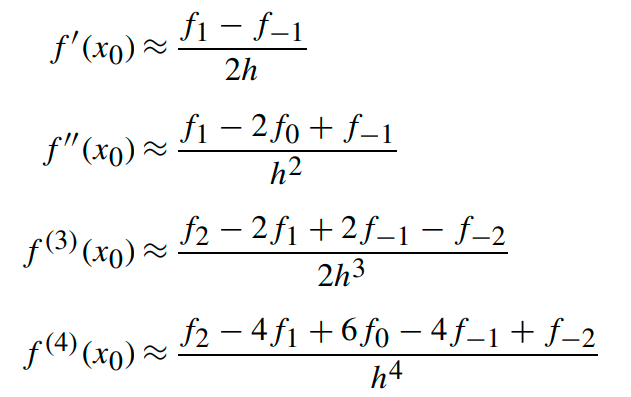 f′(x₀) ≈ (f₁ − f₋₁) / 2h
f″(x₀) ≈ (f₁ − 2f₀ + f₋₁) / h²
f⁽³⁾(x₀) ≈ (f₂ − 2f₁ + 2f₋₁ − f₋₂) / 2h³
f⁽⁴⁾(x₀) ≈ (f₂ − 4f₁ + 6f₀ − 4f₋₁ + f₋₂) / h⁴